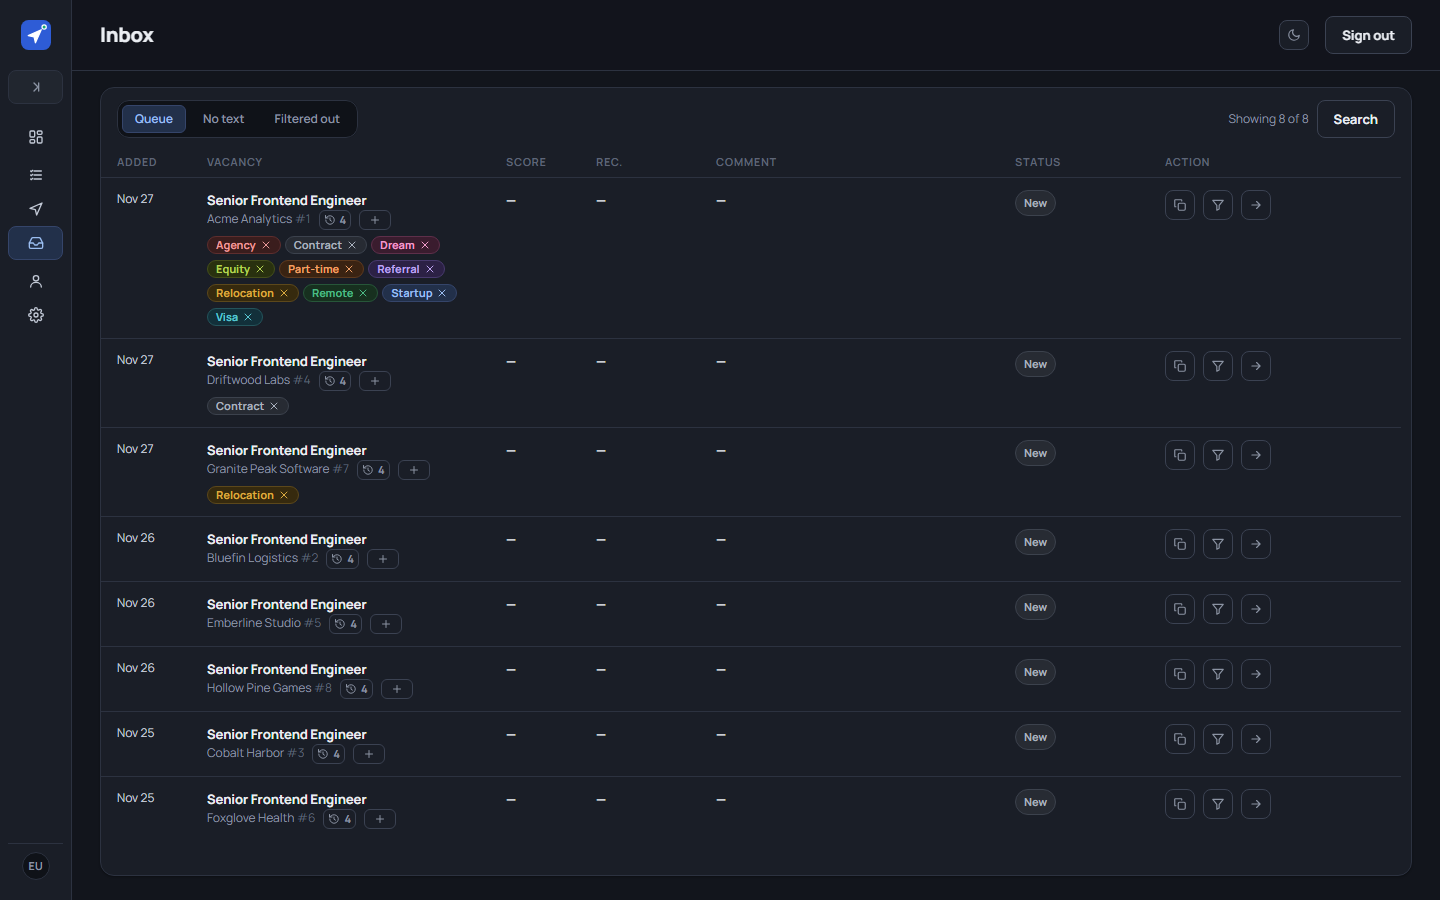 Inbox
Sign out
Queue No text Filtered out
Showing 8 of 8 Search
ADDED VACANCY SCORE REC. COMMENT STATUS ACTION
Nov 27 Senior Frontend Engineer — — — New
Acme Analytics #1 4 +
Agency × Contract × Dream ×
Equity × Part-time × Referral ×
Relocation × Remote × Startup ×
Visa ×
Nov 27 Senior Frontend Engineer — — — New
Driftwood Labs #4 4 +
Contract ×
Nov 27 Senior Frontend Engineer — — — New
Granite Peak Software #7 4 +
Relocation ×
Nov 26 Senior Frontend Engineer — — — New
Bluefin Logistics #2 4 +
Nov 26 Senior Frontend Engineer — — — New
Emberline Studio #5 4 +
Nov 26 Senior Frontend Engineer — — — New
Hollow Pine Games #8 4 +
Nov 25 Senior Frontend Engineer — — — New
Cobalt Harbor #3 4 +
Nov 25 Senior Frontend Engineer — — — New
Foxglove Health #6 4 +
EU